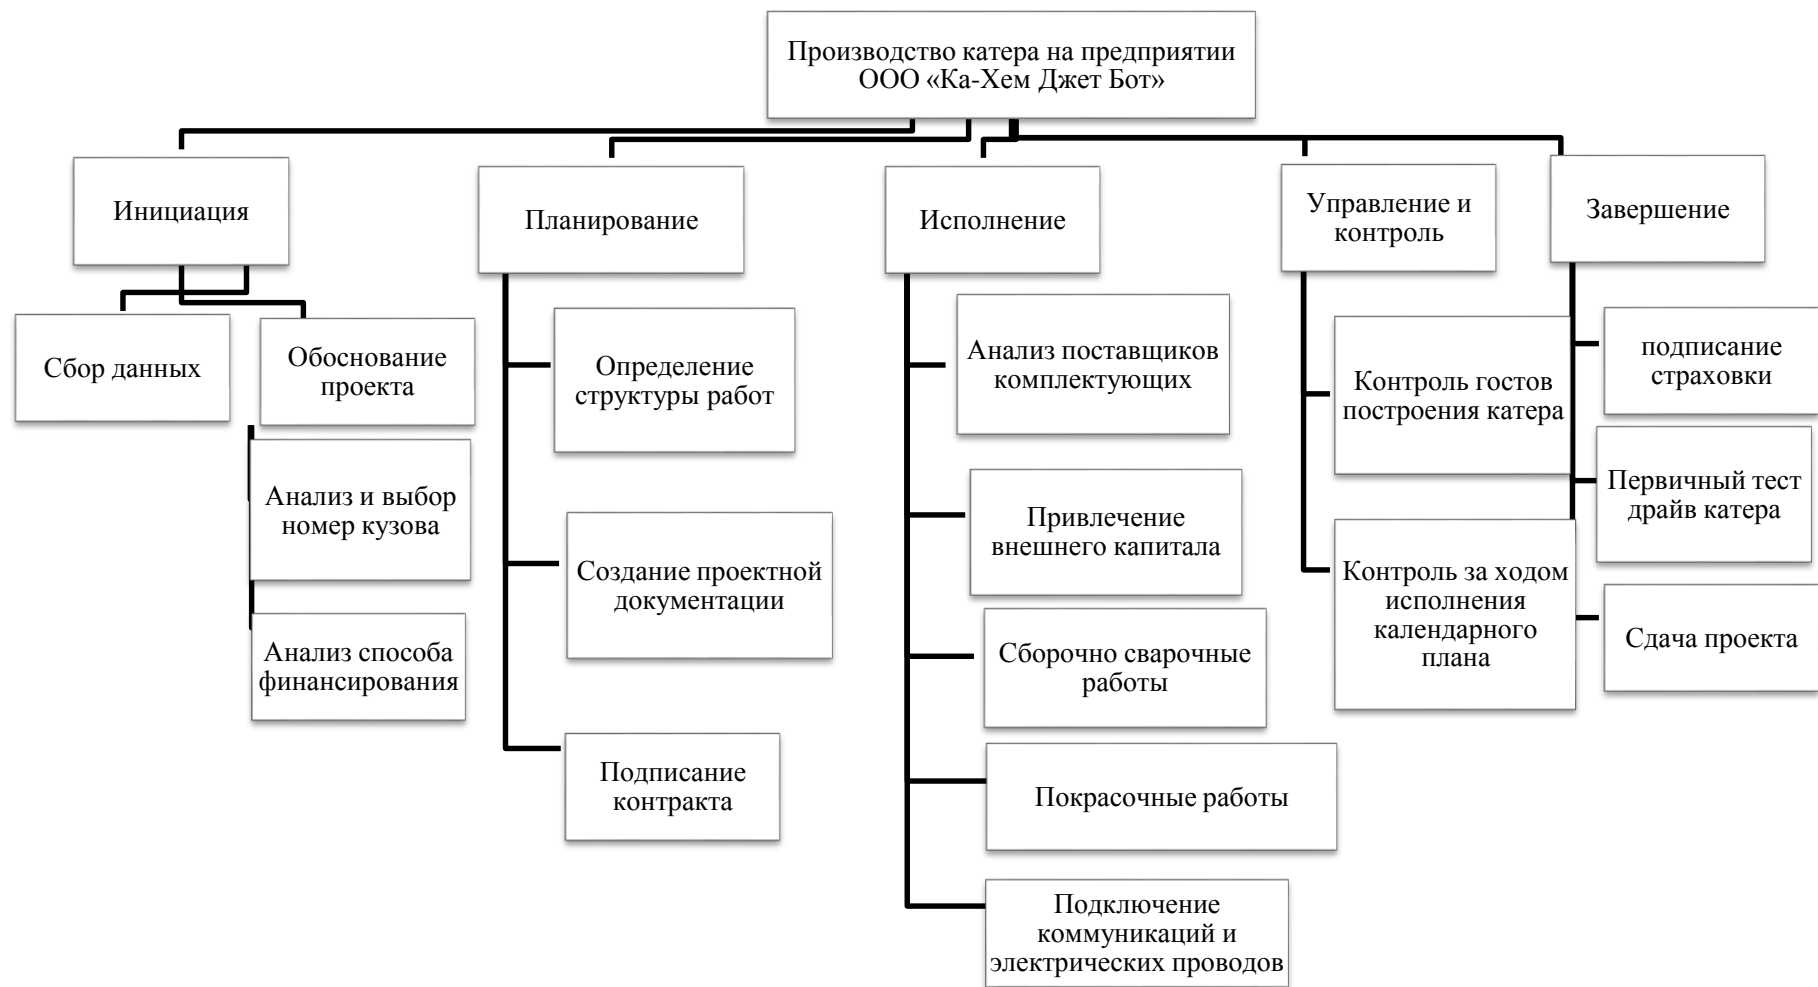 Производство катера на предприятии
ООО «Ка-Хем Джет Бот»
Инициация
Сбор данных
Обоснование
проекта
Анализ и выбор
номер кузова
Анализ способа
финансирования
Планирование
Определение
структуры работ
Создание проектной
документации
Подписание
контракта
Исполнение
Анализ поставщиков
комплектующих
Привлечение
внешнего капитала
Сборочно сварочные
работы
Покрасочные работы
Подключение
коммуникаций и
электрических проводов
Управление и
контроль
Контроль гостов
построения катера
Контроль за ходом
исполнения
календарного
плана
Завершение
подписание
страховки
Первичный тест
драйв катера
Сдача проекта